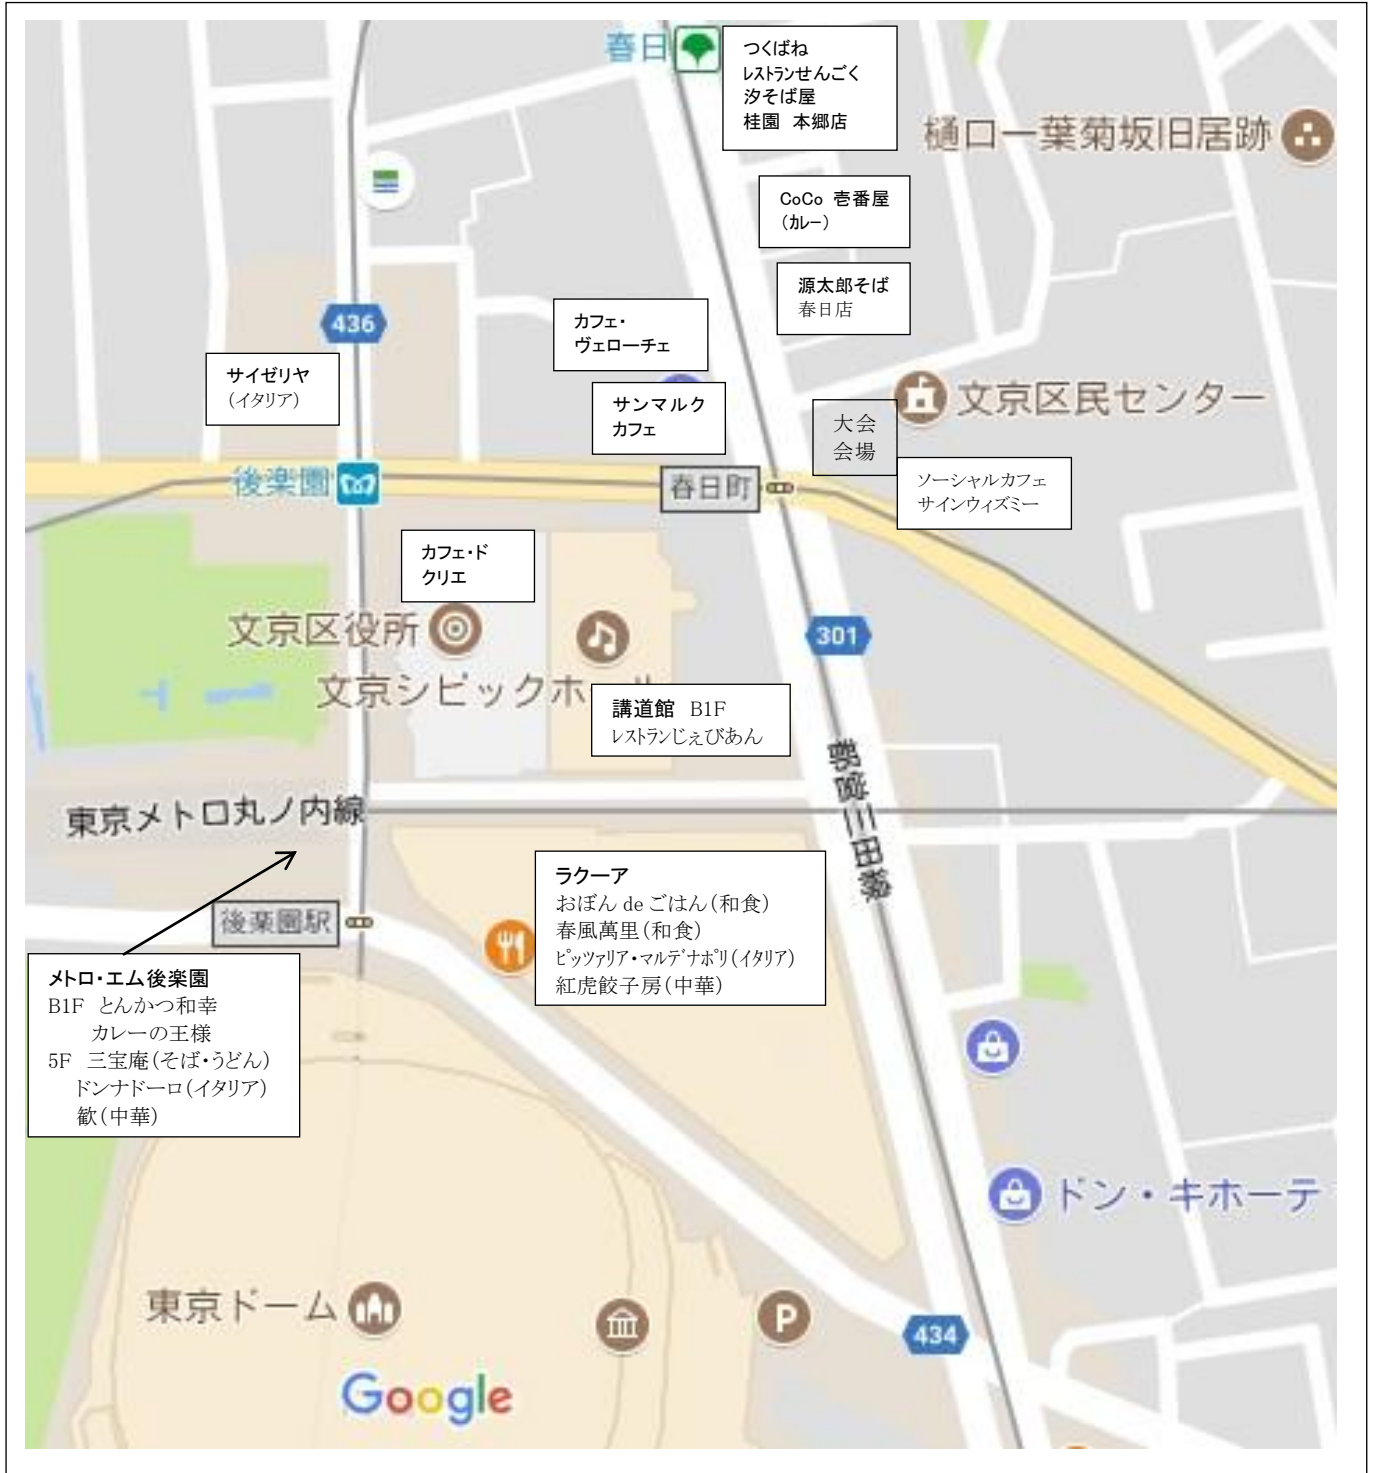 春日
つくばね
レストランせんごく
汐そば屋
桂園 本郷店
樋口一葉菊坂旧居跡
CoCo 壱番屋
(カレー)
源太郎そば
春日店
436
カフェ・
ヴェローチェ
サイゼリヤ
(イタリア)
サンマルク
カフェ
大会
会場
文京区民センター
後楽園
春日町
ソーシャルカフェ
サインウィズミー
カフェ・ド
クリエ
文京区役所
301
文京シビックホール
講道館 B1F
レストランじぇびあん
東京メトロ丸ノ内線
都営三田線
ラクーア
おぼん de ごはん(和食)
春風萬里(和食)
ピッツァリア・マルデナポリ(イタリア)
紅虎餃子房(中華)
後楽園駅
メトロ・エム後楽園
B1F とんかつ和幸
カレーの王様
5F 三宝庵(そば・うどん)
ドンナドーロ(イタリア)
歓(中華)
ドン・キホーテ
東京ドーム
P
434
Google